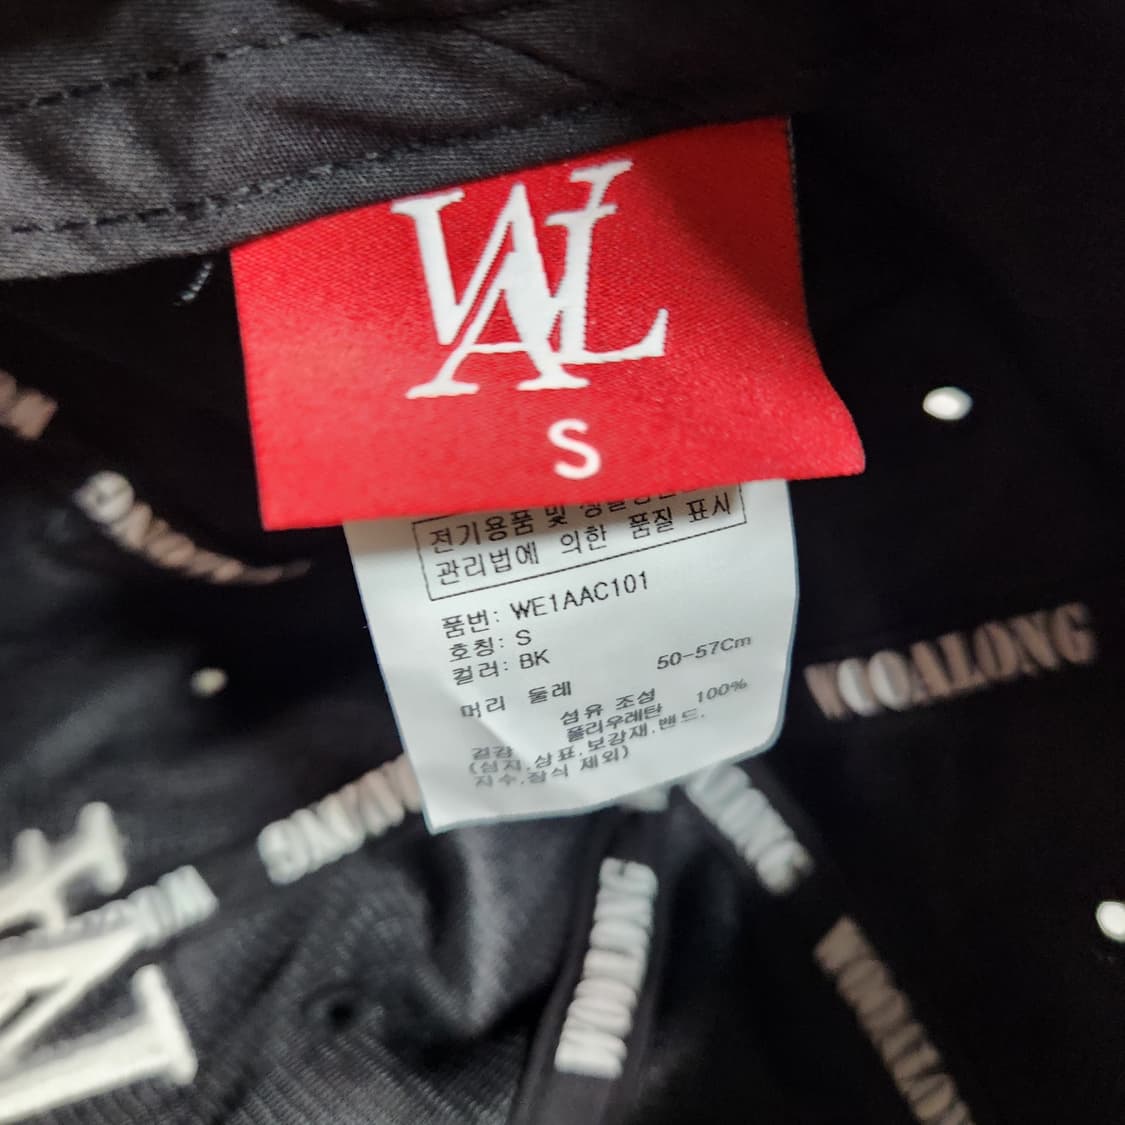 WAL
S
전기용품 및 생활용품
관리법에 의한 품질 표시
품번: WE1AAC101
호칭: S
컬러: BK
머리 둘레 50-57Cm
섬유 조성
겉감 폴리우레탄 100%
(심지.상표.보강재.밴드.
자수.장식 제외)
WOOALONG
WOOALONG
WOOALO